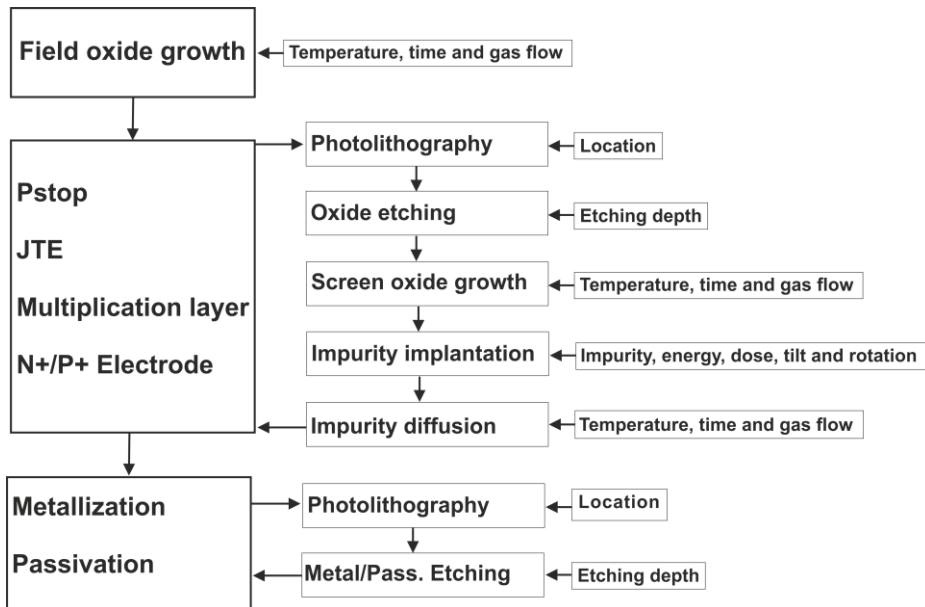 Field oxide growth
Temperature, time and gas flow
Pstop
JTE
Multiplication layer
N+/P+ Electrode
Photolithography
Location
Oxide etching
Etching depth
Screen oxide growth
Temperature, time and gas flow
Impurity implantation
Impurity, energy, dose, tilt and rotation
Impurity diffusion
Temperature, time and gas flow
Metallization
Passivation
Photolithography
Location
Metal/Pass. Etching
Etching depth